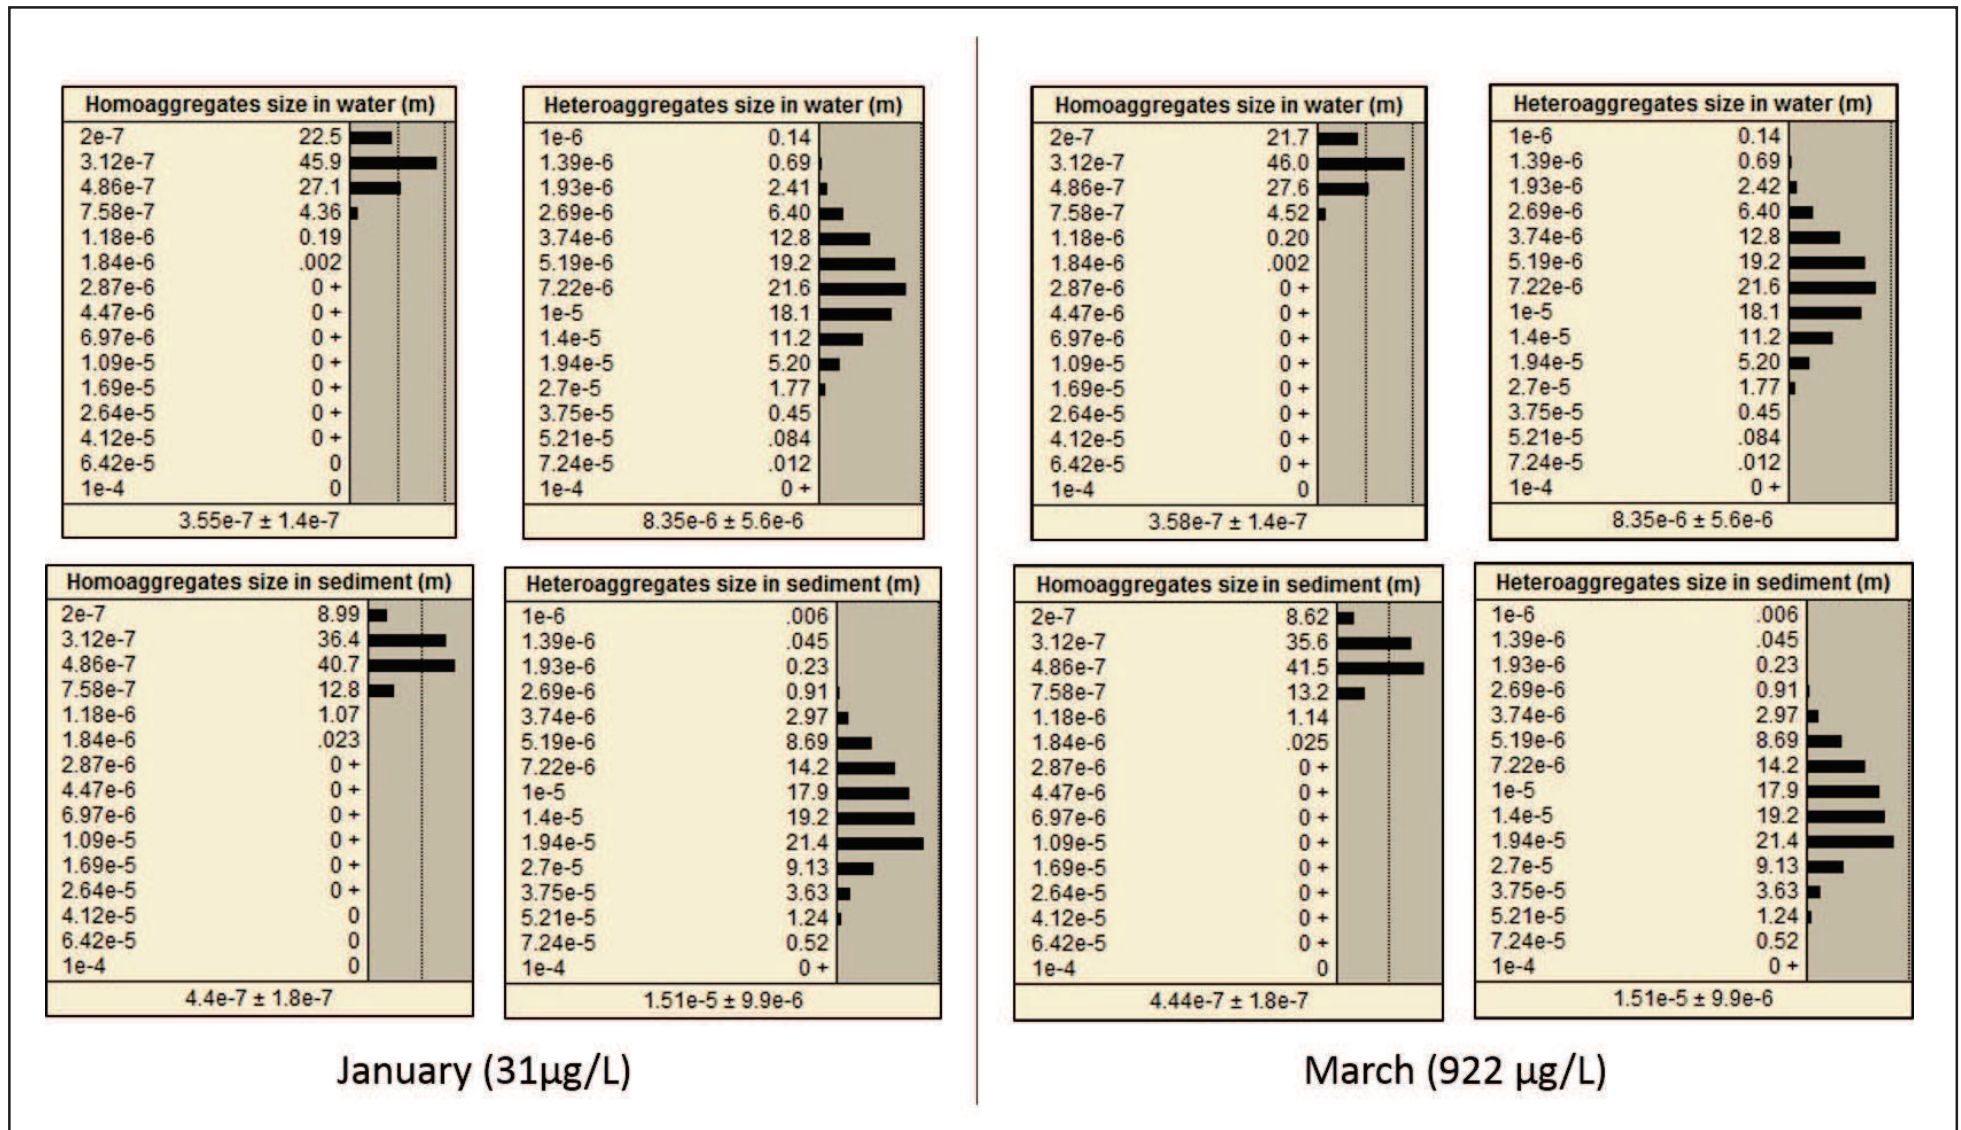 Homoaggregates size in water (m)
2e-7 22.5
3.12e-7 45.9
4.86e-7 27.1
7.58e-7 4.36
1.18e-6 0.19
1.84e-6 .002
2.87e-6 0 +
4.47e-6 0 +
6.97e-6 0 +
1.09e-5 0 +
1.69e-5 0 +
2.64e-5 0 +
4.12e-5 0 +
6.42e-5 0
1e-4 0
3.55e-7 ± 1.4e-7
Heteroaggregates size in water (m)
1e-6 0.14
1.39e-6 0.69
1.93e-6 2.41
2.69e-6 6.40
3.74e-6 12.8
5.19e-6 19.2
7.22e-6 21.6
1e-5 18.1
1.4e-5 11.2
1.94e-5 5.20
2.7e-5 1.77
3.75e-5 0.45
5.21e-5 .084
7.24e-5 .012
1e-4 0 +
8.35e-6 ± 5.6e-6
Homoaggregates size in sediment (m)
2e-7 8.99
3.12e-7 36.4
4.86e-7 40.7
7.58e-7 12.8
1.18e-6 1.07
1.84e-6 .023
2.87e-6 0 +
4.47e-6 0 +
6.97e-6 0 +
1.09e-5 0 +
1.69e-5 0 +
2.64e-5 0 +
4.12e-5 0
6.42e-5 0
1e-4 0
4.4e-7 ± 1.8e-7
Heteroaggregates size in sediment (m)
1e-6 .006
1.39e-6 .045
1.93e-6 0.23
2.69e-6 0.91
3.74e-6 2.97
5.19e-6 8.69
7.22e-6 14.2
1e-5 17.9
1.4e-5 19.2
1.94e-5 21.4
2.7e-5 9.13
3.75e-5 3.63
5.21e-5 1.24
7.24e-5 0.52
1e-4 0 +
1.51e-5 ± 9.9e-6
January (31µg/L)
Homoaggregates size in water (m)
2e-7 21.7
3.12e-7 46.0
4.86e-7 27.6
7.58e-7 4.52
1.18e-6 0.20
1.84e-6 .002
2.87e-6 0 +
4.47e-6 0 +
6.97e-6 0 +
1.09e-5 0 +
1.69e-5 0 +
2.64e-5 0 +
4.12e-5 0 +
6.42e-5 0 +
1e-4 0
3.58e-7 ± 1.4e-7
Heteroaggregates size in water (m)
1e-6 0.14
1.39e-6 0.69
1.93e-6 2.42
2.69e-6 6.40
3.74e-6 12.8
5.19e-6 19.2
7.22e-6 21.6
1e-5 18.1
1.4e-5 11.2
1.94e-5 5.20
2.7e-5 1.77
3.75e-5 0.45
5.21e-5 .084
7.24e-5 .012
1e-4 0 +
8.35e-6 ± 5.6e-6
Homoaggregates size in sediment (m)
2e-7 8.62
3.12e-7 35.6
4.86e-7 41.5
7.58e-7 13.2
1.18e-6 1.14
1.84e-6 .025
2.87e-6 0 +
4.47e-6 0 +
6.97e-6 0 +
1.09e-5 0 +
1.69e-5 0 +
2.64e-5 0 +
4.12e-5 0 +
6.42e-5 0 +
1e-4 0
4.44e-7 ± 1.8e-7
Heteroaggregates size in sediment (m)
1e-6 .006
1.39e-6 .045
1.93e-6 0.23
2.69e-6 0.91
3.74e-6 2.97
5.19e-6 8.69
7.22e-6 14.2
1e-5 17.9
1.4e-5 19.2
1.94e-5 21.4
2.7e-5 9.13
3.75e-5 3.63
5.21e-5 1.24
7.24e-5 0.52
1e-4 0 +
1.51e-5 ± 9.9e-6
March (922 µg/L)